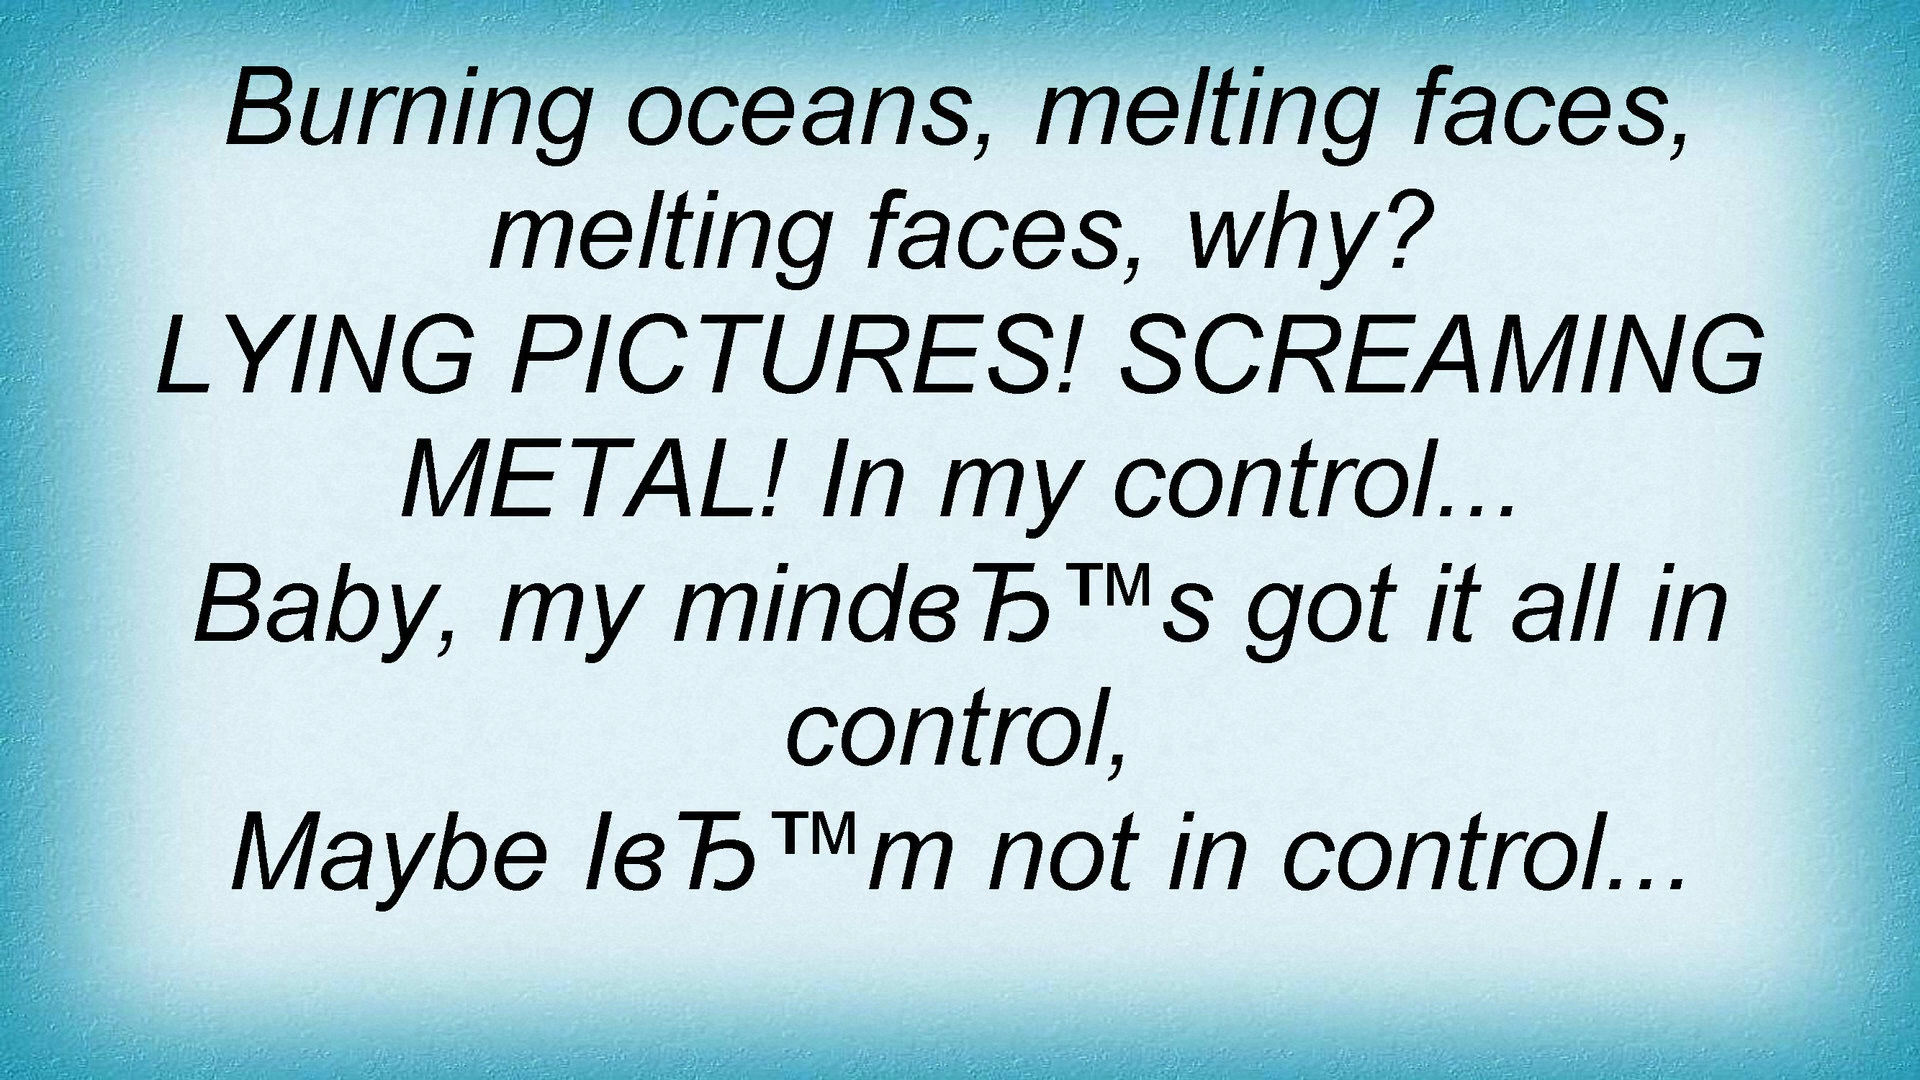 Burning oceans, melting faces,
melting faces, why?
LYING PICTURES! SCREAMING
METAL! In my control...
Baby, my mindвЂ™s got it all in
control,
Maybe IвЂ™m not in control...